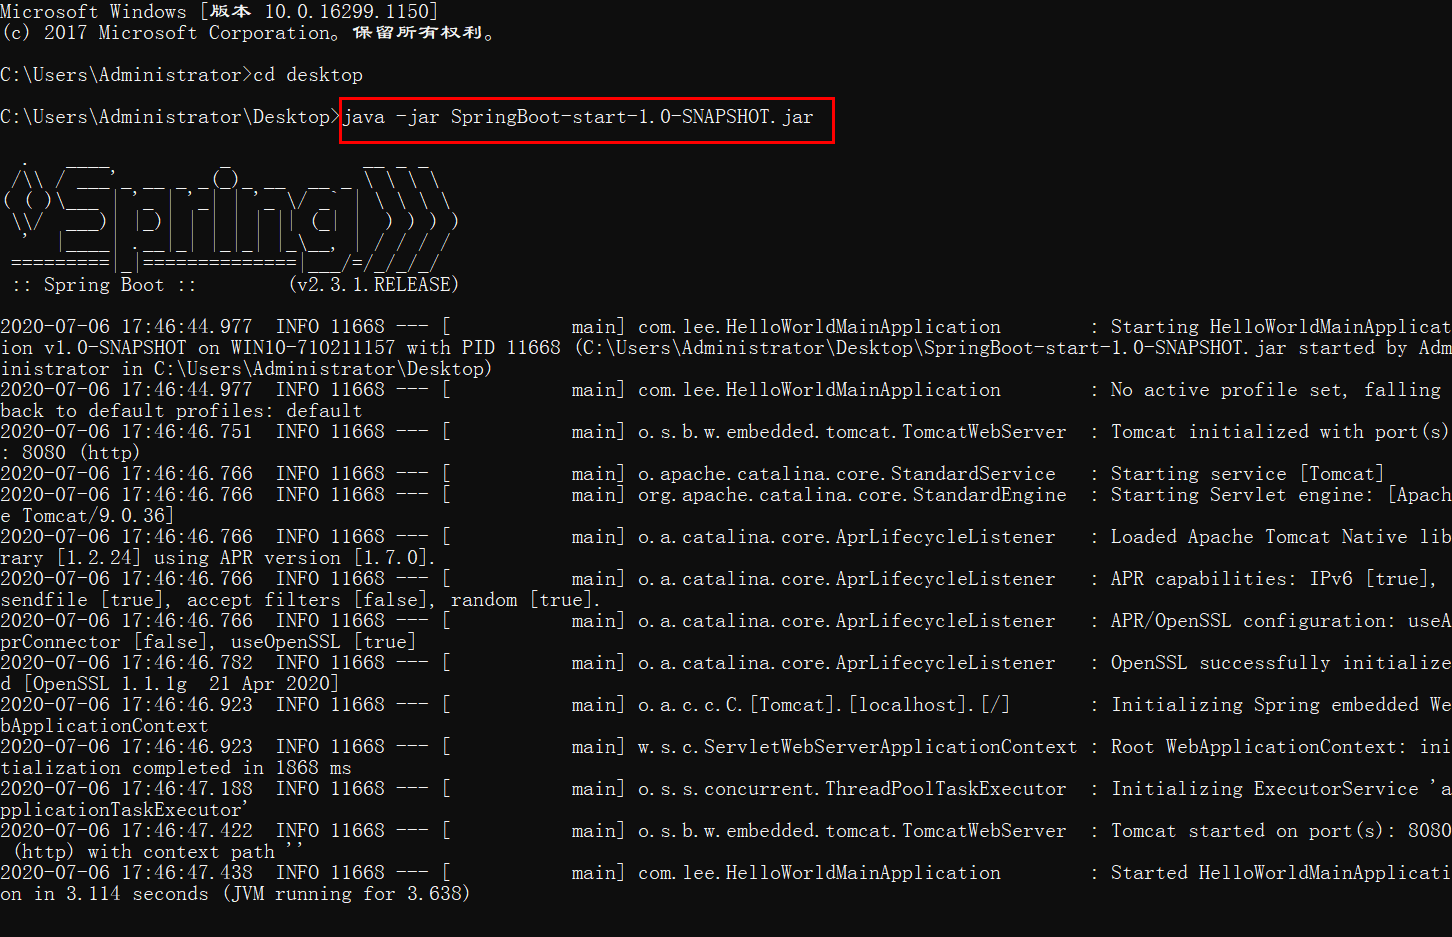 Microsoft Windows [版本 10.0.16299.1150]
(c) 2017 Microsoft Corporation。保留所有权利。
C:\Users\Administrator>cd desktop
C:\Users\Administrator\Desktop>java -jar SpringBoot-start-1.0-SNAPSHOT.jar
  .   ____          _            __ _ _
 /\\ / ___'_ __ _ _(_)_ __  __ _ \ \ \ \
( ( )\___ | '_ | '_| | '_ \/ _` | \ \ \ \
 \\/  ___)| |_)| | | | | || (_| |  ) ) ) )
  '  |____| .__|_| |_|_| |_\__, | / / / /
 =========|_|==============|___/=/_/_/_/
 :: Spring Boot ::        (v2.3.1.RELEASE)
2020-07-06 17:46:44.977  INFO 11668 --- [           main] com.lee.HelloWorldMainApplication        : Starting HelloWorldMainApplicat
ion v1.0-SNAPSHOT on WIN10-710211157 with PID 11668 (C:\Users\Administrator\Desktop\SpringBoot-start-1.0-SNAPSHOT.jar started by Adm
inistrator in C:\Users\Administrator\Desktop)
2020-07-06 17:46:44.977  INFO 11668 --- [           main] com.lee.HelloWorldMainApplication        : No active profile set, falling
back to default profiles: default
2020-07-06 17:46:46.751  INFO 11668 --- [           main] o.s.b.w.embedded.tomcat.TomcatWebServer  : Tomcat initialized with port(s)
: 8080 (http)
2020-07-06 17:46:46.766  INFO 11668 --- [           main] o.apache.catalina.core.StandardService   : Starting service [Tomcat]
2020-07-06 17:46:46.766  INFO 11668 --- [           main] org.apache.catalina.core.StandardEngine  : Starting Servlet engine: [Apach
e Tomcat/9.0.36]
2020-07-06 17:46:46.766  INFO 11668 --- [           main] o.a.catalina.core.AprLifecycleListener   : Loaded Apache Tomcat Native lib
rary [1.2.24] using APR version [1.7.0].
2020-07-06 17:46:46.766  INFO 11668 --- [           main] o.a.catalina.core.AprLifecycleListener   : APR capabilities: IPv6 [true],
sendfile [true], accept filters [false], random [true].
2020-07-06 17:46:46.766  INFO 11668 --- [           main] o.a.catalina.core.AprLifecycleListener   : APR/OpenSSL configuration: useA
prConnector [false], useOpenSSL [true]
2020-07-06 17:46:46.782  INFO 11668 --- [           main] o.a.catalina.core.AprLifecycleListener   : OpenSSL successfully initialize
d [OpenSSL 1.1.1g  21 Apr 2020]
2020-07-06 17:46:46.923  INFO 11668 --- [           main] o.a.c.c.C.[Tomcat].[localhost].[/]       : Initializing Spring embedded We
bApplicationContext
2020-07-06 17:46:46.923  INFO 11668 --- [           main] w.s.c.ServletWebServerApplicationContext : Root WebApplicationContext: ini
tialization completed in 1868 ms
2020-07-06 17:46:47.188  INFO 11668 --- [           main] o.s.s.concurrent.ThreadPoolTaskExecutor  : Initializing ExecutorService 'a
pplicationTaskExecutor'
2020-07-06 17:46:47.422  INFO 11668 --- [           main] o.s.b.w.embedded.tomcat.TomcatWebServer  : Tomcat started on port(s): 8080
 (http) with context path ''
2020-07-06 17:46:47.438  INFO 11668 --- [           main] com.lee.HelloWorldMainApplication        : Started HelloWorldMainApplicati
on in 3.114 seconds (JVM running for 3.638)